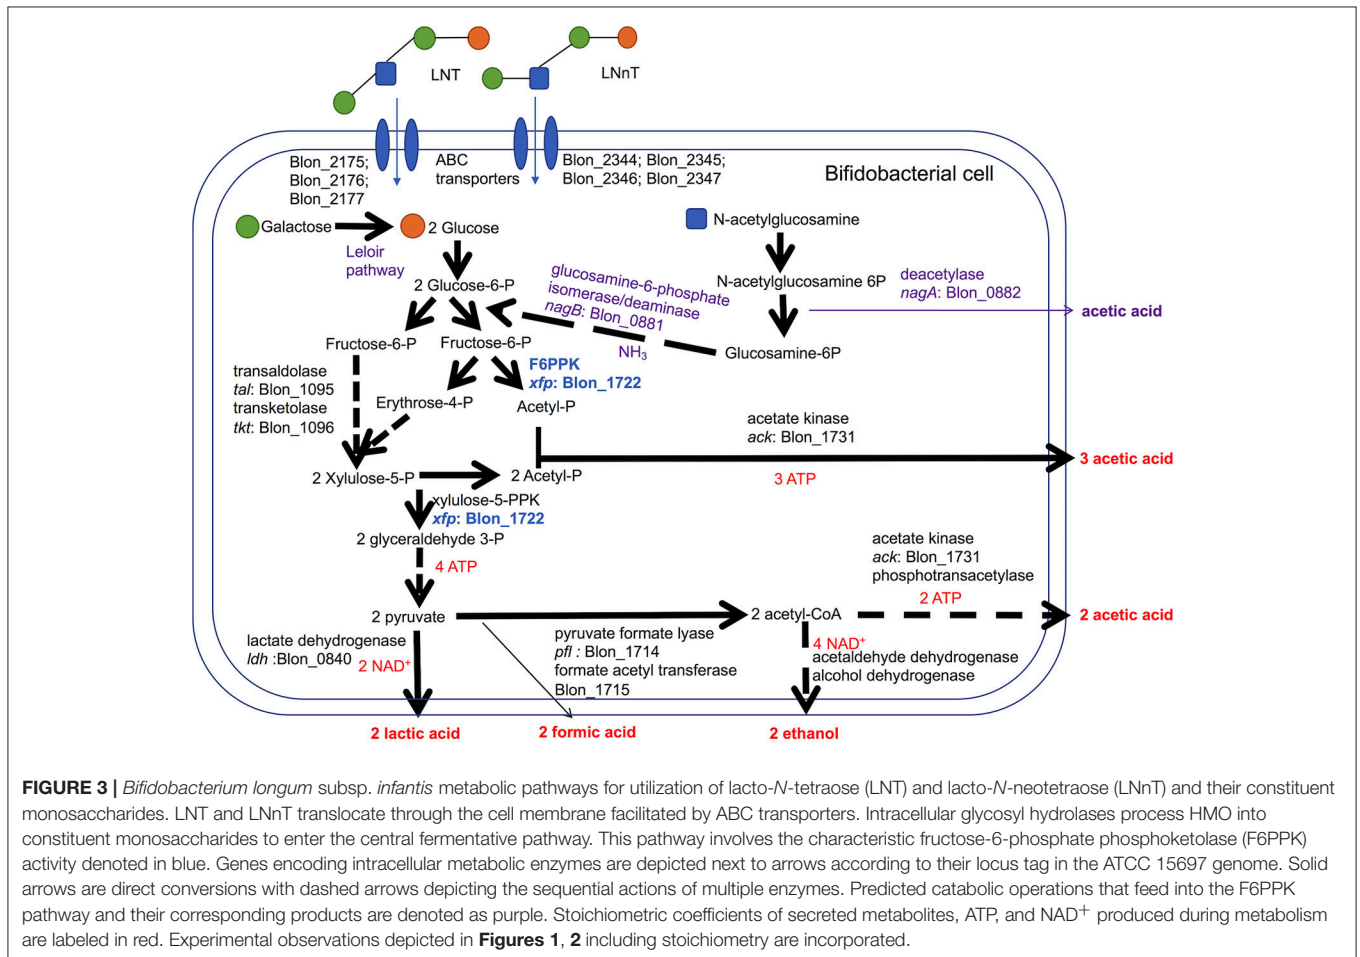 LNT
LNnT
Blon_2175;
Blon_2176;
Blon_2177
ABC
transporters
Blon_2344; Blon_2345;
Blon_2346; Blon_2347
Bifidobacterial cell
Galactose
2 Glucose
N-acetylglucosamine
Leloir
pathway
2 Glucose-6-P
glucosamine-6-phosphate
isomerase/deaminase
nagB: Blon_0881
NH3
N-acetylglucosamine 6P
deacetylase
nagA: Blon_0882
acetic acid
Fructose-6-P
Fructose-6-P
Glucosamine-6P
F6PPK
xfp: Blon_1722
transaldolase
tal: Blon_1095
transketolase
tkt: Blon_1096
Erythrose-4-P
Acetyl-P
acetate kinase
ack: Blon_1731
3 acetic acid
3 ATP
2 Xylulose-5-P
2 Acetyl-P
xylulose-5-PPK
xfp: Blon_1722
2 glyceraldehyde 3-P
4 ATP
acetate kinase
ack: Blon_1731
phosphotransacetylase
2 ATP
2 pyruvate
2 acetyl-CoA
2 acetic acid
lactate dehydrogenase
ldh :Blon_0840
2 NAD+
pyruvate formate lyase
pfl : Blon_1714
formate acetyl transferase
Blon_1715
4 NAD+
acetaldehyde dehydrogenase
alcohol dehydrogenase
2 lactic acid
2 formic acid
2 ethanol
FIGURE 3 | Bifidobacterium longum subsp. infantis metabolic pathways for utilization of lacto-N-tetraose (LNT) and lacto-N-neotetraose (LNnT) and their constituent
monosaccharides. LNT and LNnT translocate through the cell membrane facilitated by ABC transporters. Intracellular glycosyl hydrolases process HMO into
constituent monosaccharides to enter the central fermentative pathway. This pathway involves the characteristic fructose-6-phosphate phosphoketolase (F6PPK)
activity denoted in blue. Genes encoding intracellular metabolic enzymes are depicted next to arrows according to their locus tag in the ATCC 15697 genome. Solid
arrows are direct conversions with dashed arrows depicting the sequential actions of multiple enzymes. Predicted catabolic operations that feed into the F6PPK
pathway and their corresponding products are denoted as purple. Stoichiometric coefficients of secreted metabolites, ATP, and NAD+ produced during metabolism
are labeled in red. Experimental observations depicted in Figures 1, 2 including stoichiometry are incorporated.